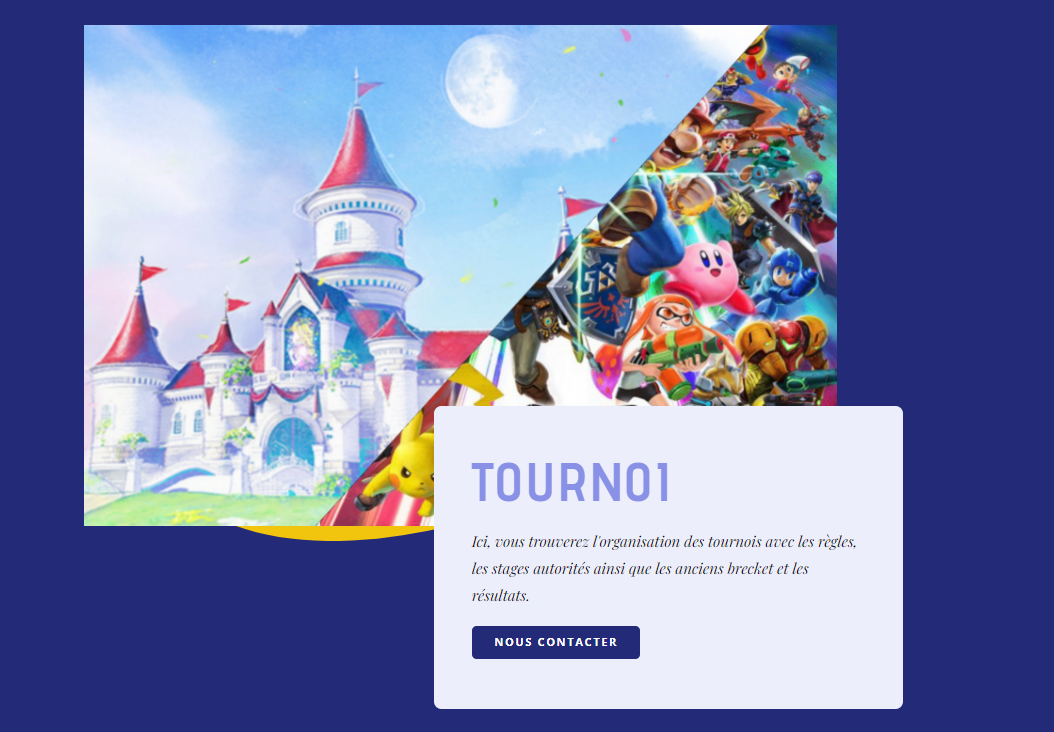 TOURNOI
Ici, vous trouverez l'organisation des tournois avec les règles,
les stages autorités ainsi que les anciens brecket et les
résultats.
NOUS CONTACTER